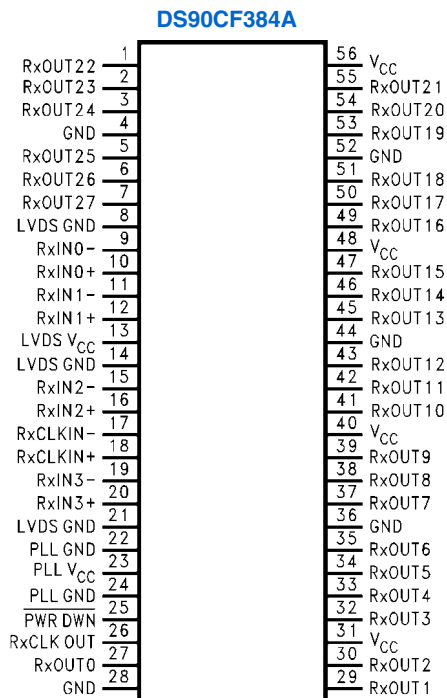 DS90CF384A
RxOUT22 1 56 VCC
RxOUT23 2 55 RxOUT21
RxOUT24 3 54 RxOUT20
GND 4 53 RxOUT19
RxOUT25 5 52 GND
RxOUT26 6 51 RxOUT18
RxOUT27 7 50 RxOUT17
LVDS GND 8 49 RxOUT16
RxIN0- 9 48 VCC
RxIN0+ 10 47 RxOUT15
RxIN1- 11 46 RxOUT14
RxIN1+ 12 45 RxOUT13
LVDS VCC 13 44 GND
LVDS GND 14 43 RxOUT12
RxIN2- 15 42 RxOUT11
RxIN2+ 16 41 RxOUT10
RxCLKIN- 17 40 VCC
RxCLKIN+ 18 39 RxOUT9
RxIN3- 19 38 RxOUT8
RxIN3+ 20 37 RxOUT7
LVDS GND 21 36 GND
PLL GND 22 35 RxOUT6
PLL VCC 23 34 RxOUT5
PLL GND 24 33 RxOUT4
PWR DWN 25 32 RxOUT3
RxCLK OUT 26 31 VCC
RxOUT0 27 30 RxOUT2
GND 28 29 RxOUT1